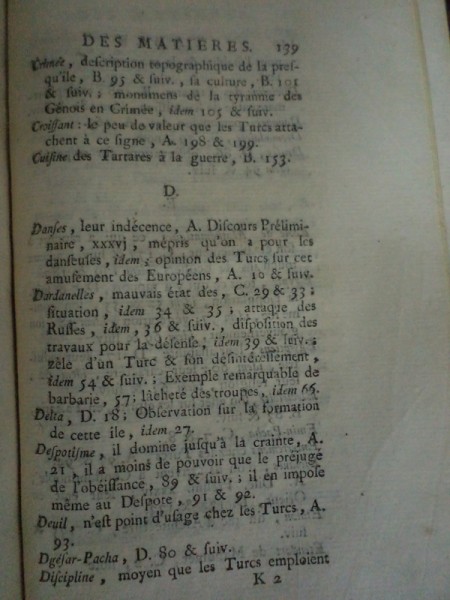 DES MATIERES. 139
Crimée, deſcription topographique de la preſ-
qu'ile, B. 95 & ſuiv., ſa culture, B. 101
& ſuiv.; monumens de la tyrannie des
Génois en Crimée, idem 105 & ſuiv.
Croiſſant: le peu de valeur que les Turcs atta-
chent à ce ſigne, A. 198 & 199.
Cuiſine des Tartares à la guerre, B. 153.
D.
Danſes, leur indécence, A. Diſcours Prélimi-
naire, xxxvj, mépris qu'on a pour les
danſeuſes, idem; opinion des Turcs ſur cet
amuſement des Européens, A. 10 & ſuiv.
Dardanelles, mauvais état des, C. 29 & 33;
ſituation, idem 34 & 35; attaque des
Ruſſes, idem, 36 & ſuiv., diſpoſition des
travaux pour la défenſe, idem 39 & ſuiv.;
zèle d'un Turc & ſon déſintéreſſement,
idem 54 & ſuiv.; Exemple remarquable de
barbarie, 57; lâcheté des troupes, idem 65.
Delta, D. 18; Obſervation ſur la formation
de cette ile, idem 27.
Deſpotiſme, il domine juſqu'à la crainte, A.
21, il a moins de pouvoir que le préjugé
de l'obéiſſance, 89 & ſuiv.; il en impoſe
même au Deſpote, 91 & 92.
Deuil, n'eſt point d'uſage chez les Turcs, A.
93.
Dgéſar-Pacha, D. 80 & ſuiv.
Diſcipline, moyen que les Turcs emploient
K 2